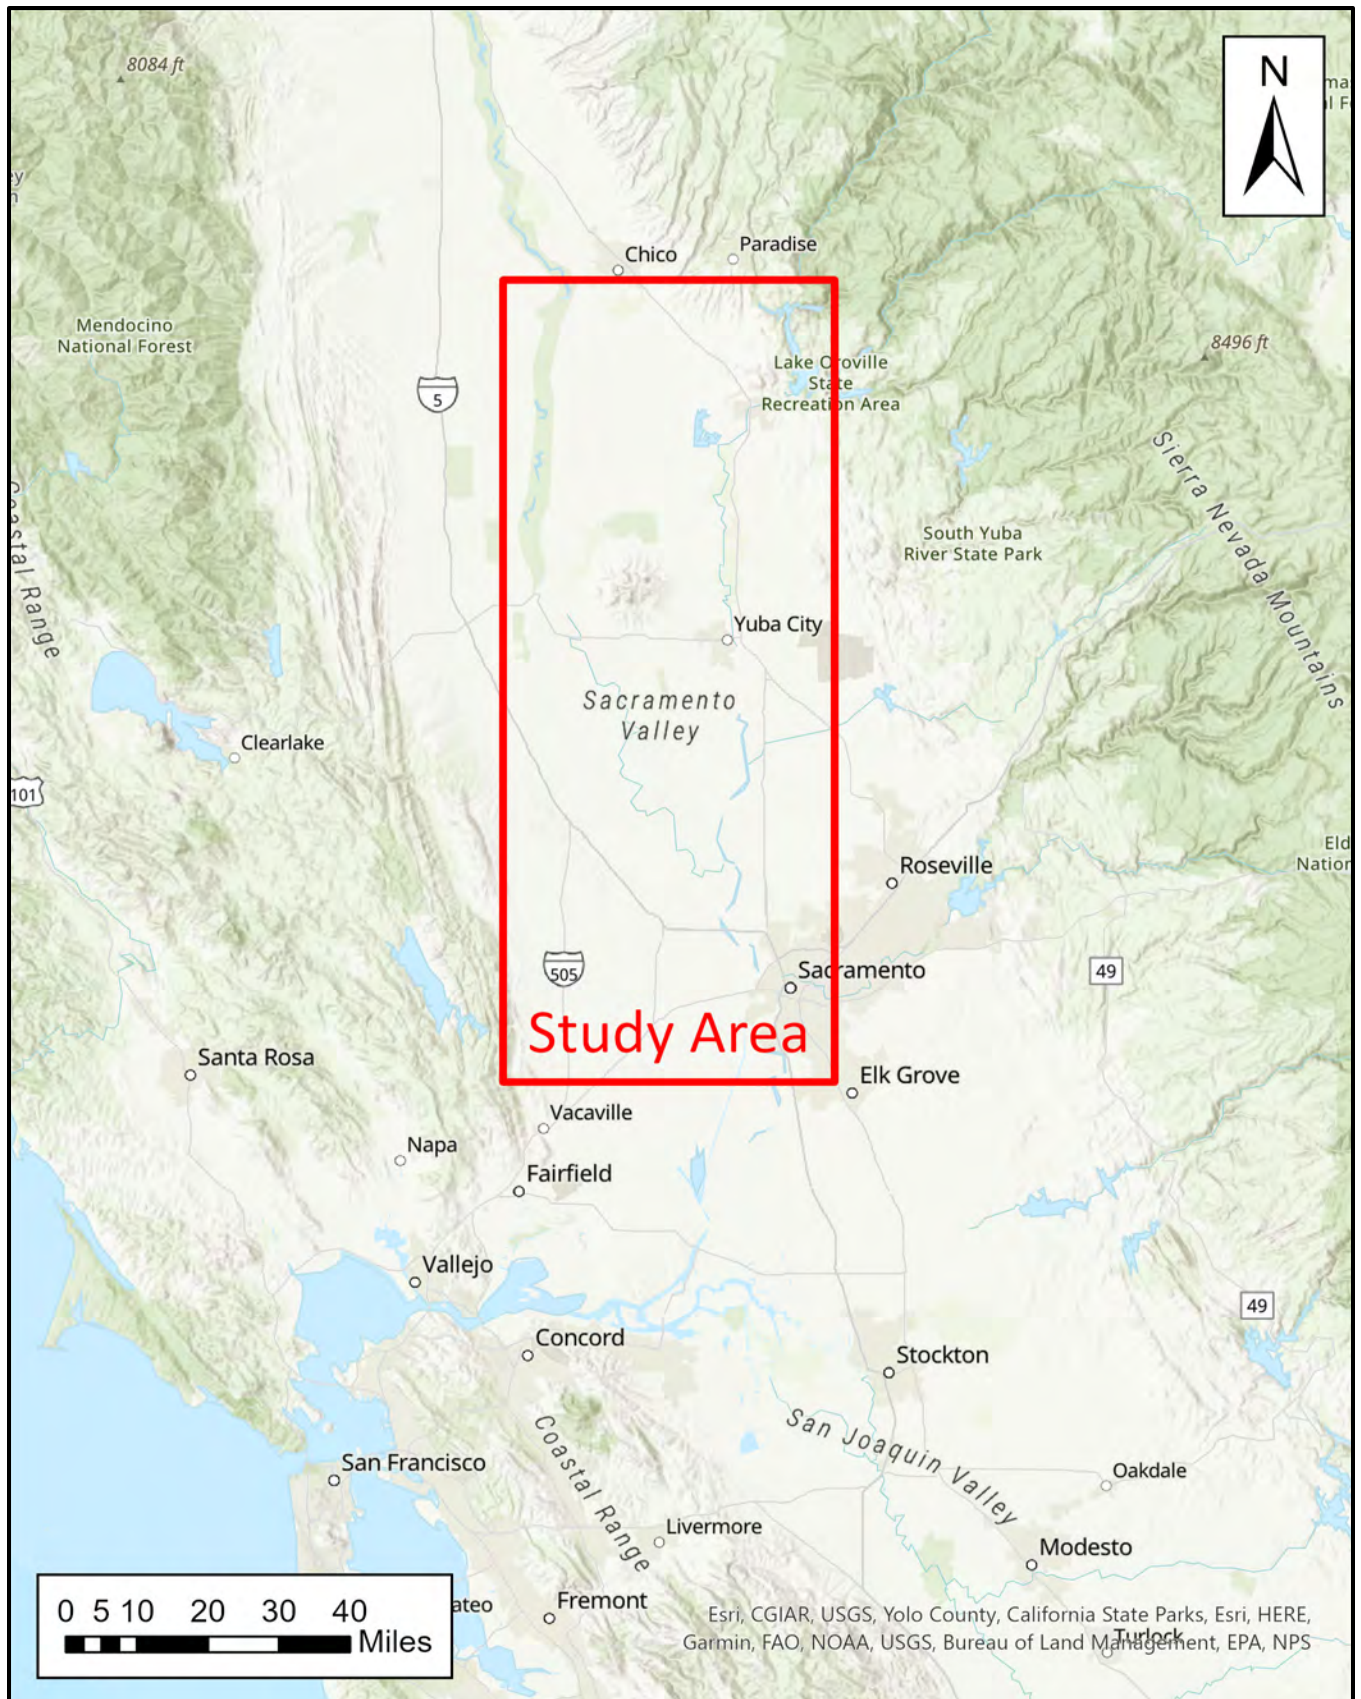 8084 ft
N
Chico
Paradise
Mendocino
National Forest
5
8496 ft
Lake Oroville
State
Recreation Area
Sierra Nevada Mountains
South Yuba
River State Park
Coastal Range
Yuba City
Sacramento
Valley
Clearlake
101
Roseville
505
Sacramento
49
Study Area
Santa Rosa
Elk Grove
Vacaville
Napa
Fairfield
Vallejo
49
Concord
Stockton
San Joaquin Valley
Coastal Range
San Francisco
Oakdale
Livermore
Modesto
0 5 10 20 30 40
Miles
ateo
Fremont
Esri, CGIAR, USGS, Yolo County, California State Parks, Esri, HERE,
Garmin, FAO, NOAA, USGS, Bureau of Land Management, EPA, NPS
Turlock